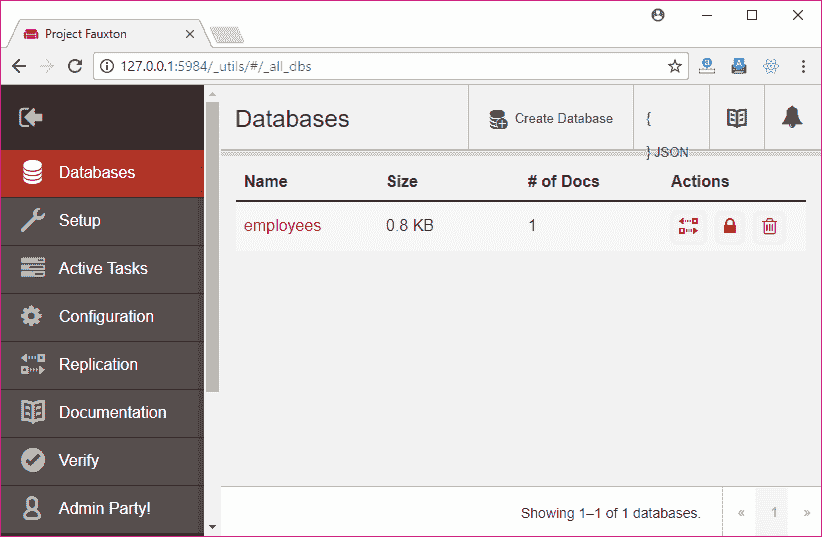 Project Fauxton
127.0.0.1:5984/_utils/#/_all_dbs
Databases
Setup
Active Tasks
Configuration
Replication
Documentation
Verify
Admin Party!
Databases
Create Database
{
} JSON
Name Size # of Docs Actions
employees 0.8 KB 1
Showing 1–1 of 1 databases.
« 1 »